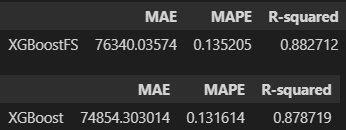 MAE MAPE R-squared
XGBoostFS 76340.03574 0.135205 0.882712
MAE MAPE R-squared
XGBoost 74854.303014 0.131614 0.878719